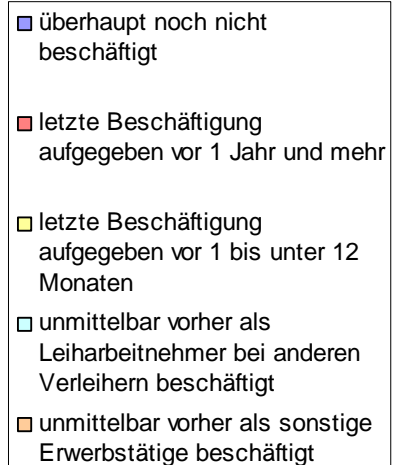 überhaupt noch nicht
beschäftigt
letzte Beschäftigung
aufgegeben vor 1 Jahr und mehr
letzte Beschäftigung
aufgegeben vor 1 bis unter 12
Monaten
unmittelbar vorher als
Leiharbeitnehmer bei anderen
Verleihern beschäftigt
unmittelbar vorher als sonstige
Erwerbstätige beschäftigt